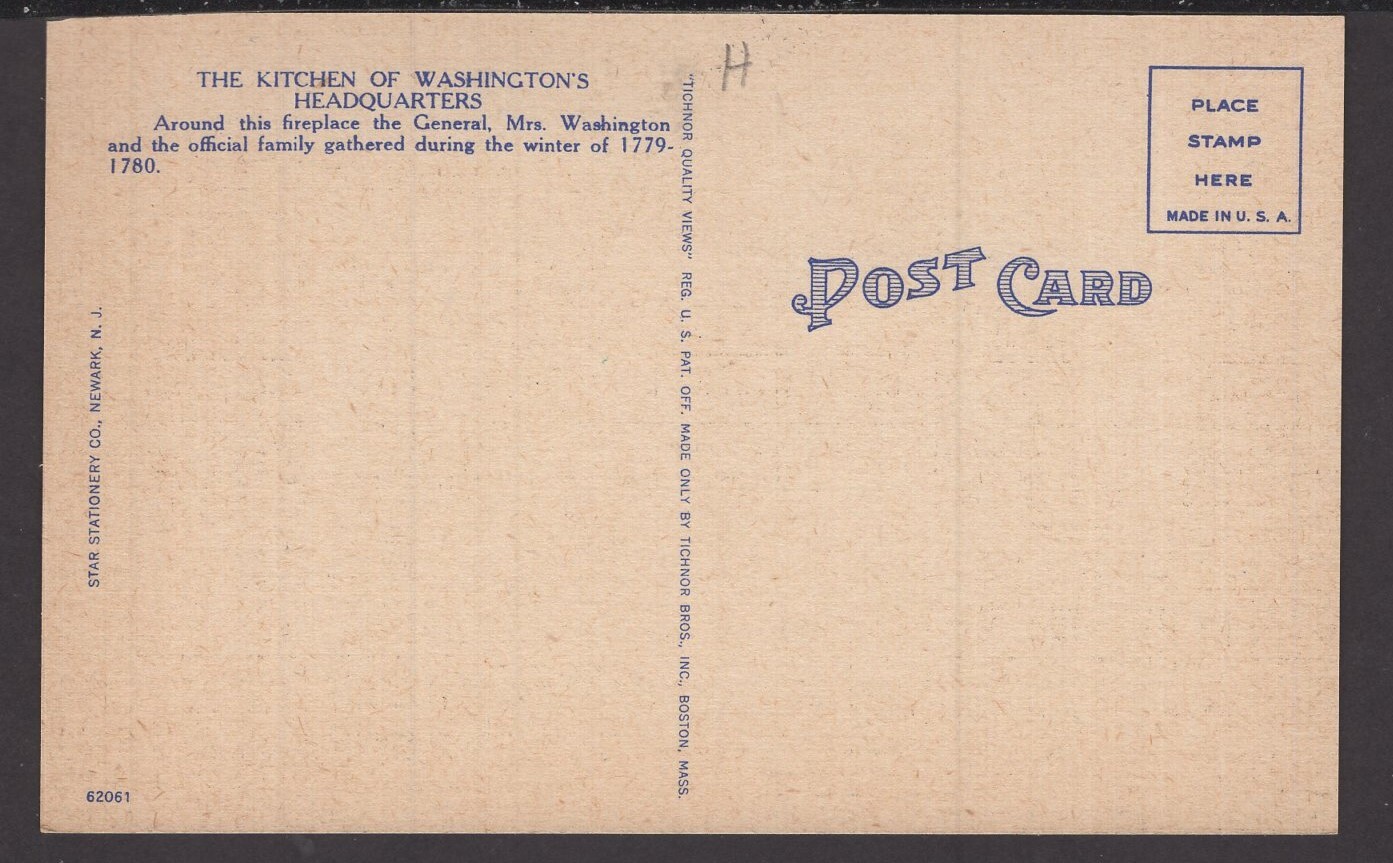 THE KITCHEN OF WASHINGTON'S
HEADQUARTERS
Around this fireplace the General, Mrs. Washington
and the official family gathered during the winter of 1779-
1780.
STAR STATIONERY CO., NEWARK, N. J.
62061
"TICHNOR QUALITY VIEWS" REG. U. S. PAT. OFF. MADE ONLY BY TICHNOR BROS., INC., BOSTON, MASS.
H
PLACE
STAMP
HERE
MADE IN U. S. A.
POST CARD